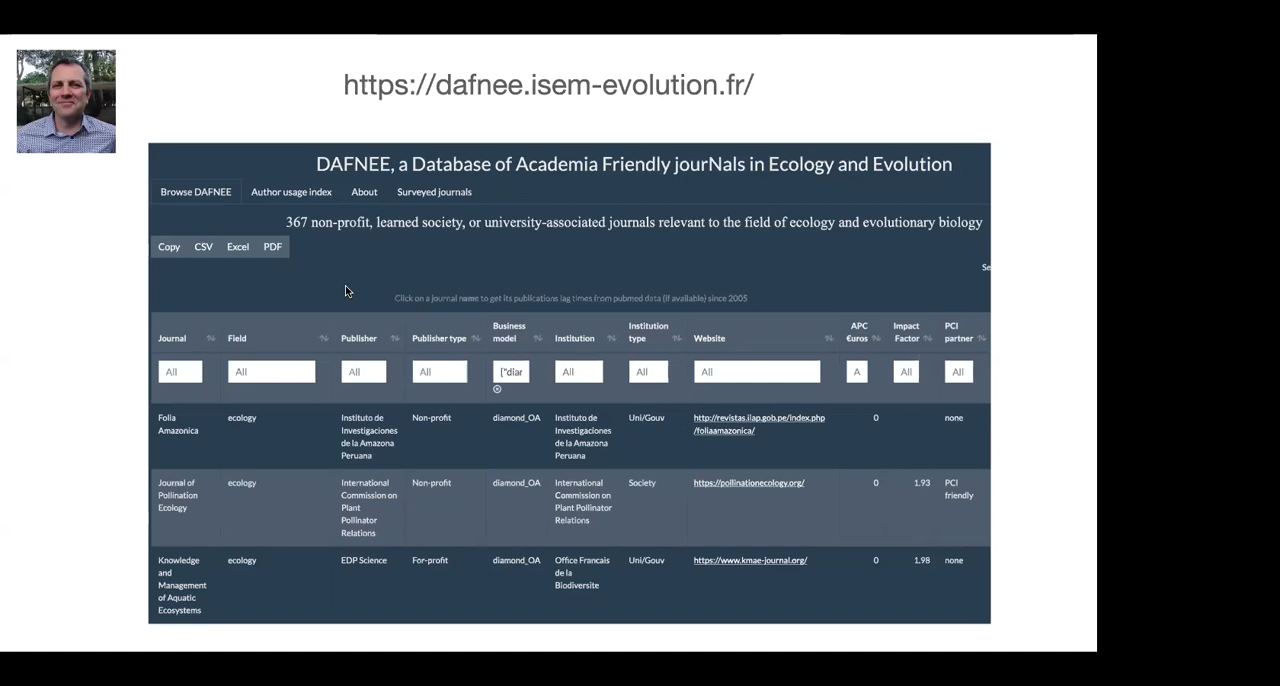 https://dafnee.isem-evolution.fr/
DAFNEE, a Database of Academia Friendly jourNals in Ecology and Evolution
Browse DAFNEE Author usage index About Surveyed journals
367 non-profit, learned society, or university-associated journals relevant to the field of ecology and evolutionary biology
Copy CSV Excel PDF
Se
Click on a journal name to get its publications lag times from pubmed data (if available) since 2005
Journal Field Publisher Publisher type Business model Institution Institution type Website APC €uros Impact Factor PCI partner
All All All All ["diar All All All A All All
Folia Amazonica ecology Instituto de Investigaciones de la Amazona Peruana Non-profit diamond_OA Instituto de Investigaciones de la Amazona Peruana Uni/Gouv http://revistas.iiap.gob.pe/index.php/foliaamazonica/ 0 none
Journal of Pollination Ecology ecology International Commission on Plant Pollinator Relations Non-profit diamond_OA International Commission on Plant Pollinator Relations Society https://pollinationecology.org/ 0 1.93 PCI friendly
Knowledge and Management of Aquatic Ecosystems ecology EDP Science For-profit diamond_OA Office Francais de la Biodiversite Uni/Gouv https://www.kmae-journal.org/ 0 1.98 none